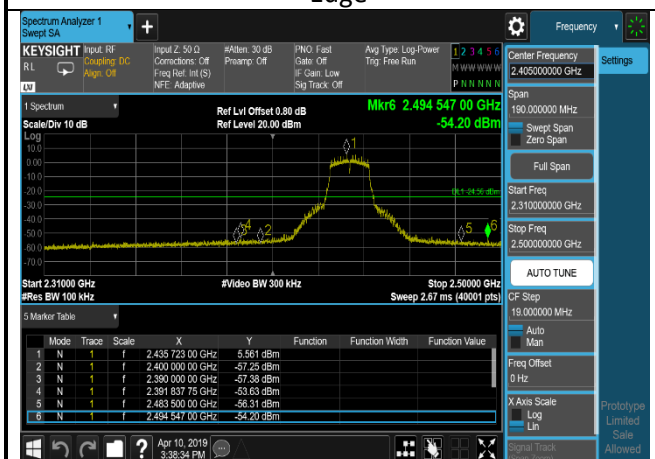 Edge
Spectrum Analyzer 1
Swept SA
+
Frequency
KEYSIGHT Input: RF
RL
Coupling: DC
Align: Off
Input Z: 50 Ω
Corrections: Off
Freq Ref: Int (S)
NFE: Adaptive
#Atten: 30 dB
Preamp: Off
PNO: Fast
Gate: Off
IF Gain: Low
Sig Track: Off
Avg Type: Log-Power
Trig: Free Run
1 2 3 4 5 6
M W W W W W
P N N N N N
LXI
1 Spectrum
Scale/Div 10 dB
Ref Lvl Offset 0.80 dB
Ref Level 20.00 dBm
Mkr6 2.494 547 00 GHz
-54.20 dBm
Log
10.0
0.00
-10.0
-20.0
-30.0
-40.0
-50.0
-60.0
-70.0
1
DL1 -24.56 dBm
4
2
5
6
Start 2.31000 GHz
#Res BW 100 kHz
#Video BW 300 kHz
Stop 2.50000 GHz
Sweep 2.67 ms (40001 pts)
5 Marker Table
Mode Trace Scale X Y Function Function Width Function Value
1 N 1 f 2.435 723 00 GHz 5.561 dBm
2 N 1 f 2.400 000 00 GHz -57.25 dBm
3 N 1 f 2.390 000 00 GHz -57.38 dBm
4 N 1 f 2.391 837 75 GHz -53.63 dBm
5 N 1 f 2.483 500 00 GHz -56.31 dBm
6 N 1 f 2.494 547 00 GHz -54.20 dBm
?
Apr 10, 2019
3:38:34 PM
Center Frequency
2.405000000 GHz
Settings
Span
190.000000 MHz
Swept Span
Zero Span
Full Span
Start Freq
2.310000000 GHz
Stop Freq
2.500000000 GHz
AUTO TUNE
CF Step
19.000000 MHz
Auto
Man
Freq Offset
0 Hz
X Axis Scale
Log
Lin
Signal Track
Prototype
Limited
Sale
Allowed